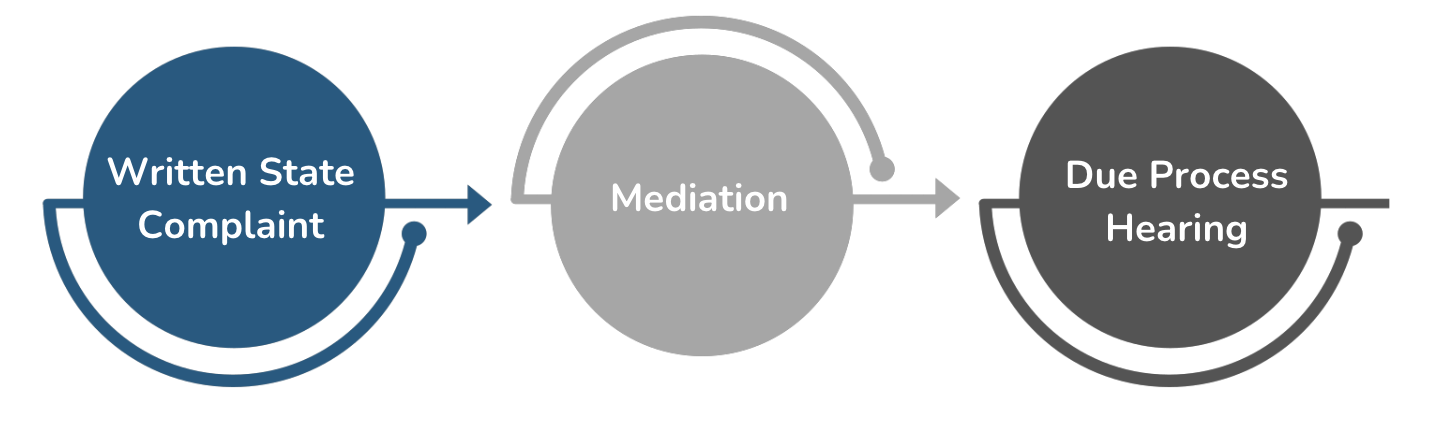 Written State
Complaint
Mediation
Due Process
Hearing